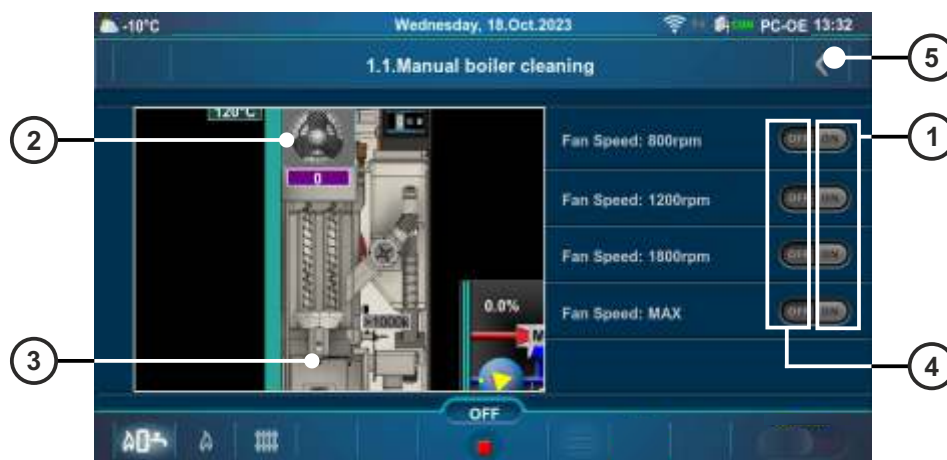 -10°C Wednesday, 18.Oct.2023 PC-OE 13:32
1.1.Manual boiler cleaning
5
120°C
2
1
Fan Speed: 800rpm OFF ON
0
Fan Speed: 1200rpm OFF ON
Fan Speed: 1800rpm OFF ON
0.0%
Fan Speed: MAX OFF ON
>1000k
M
3
4
OFF